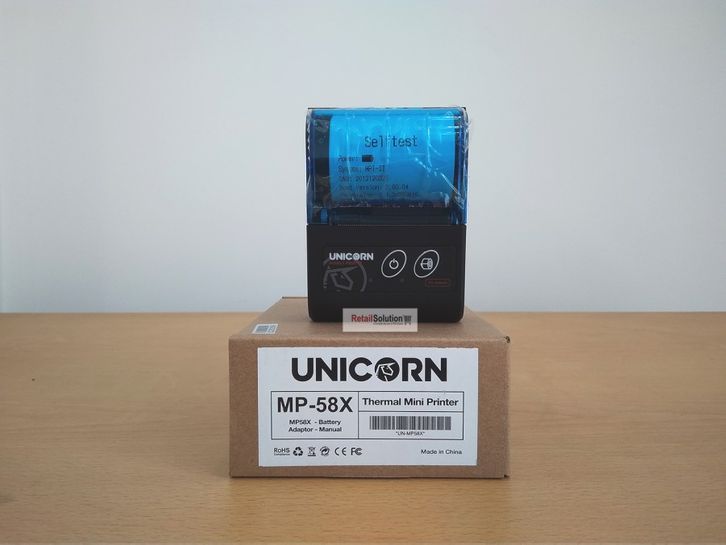 Selftest
Power:
UNICORN
RetailSolution
UNICORN
MP-58X
Thermal Mini Printer
MP58X - Battery
Adaptor - Manual
"UN-MP58X"
RoHS
CE FC
Made in China